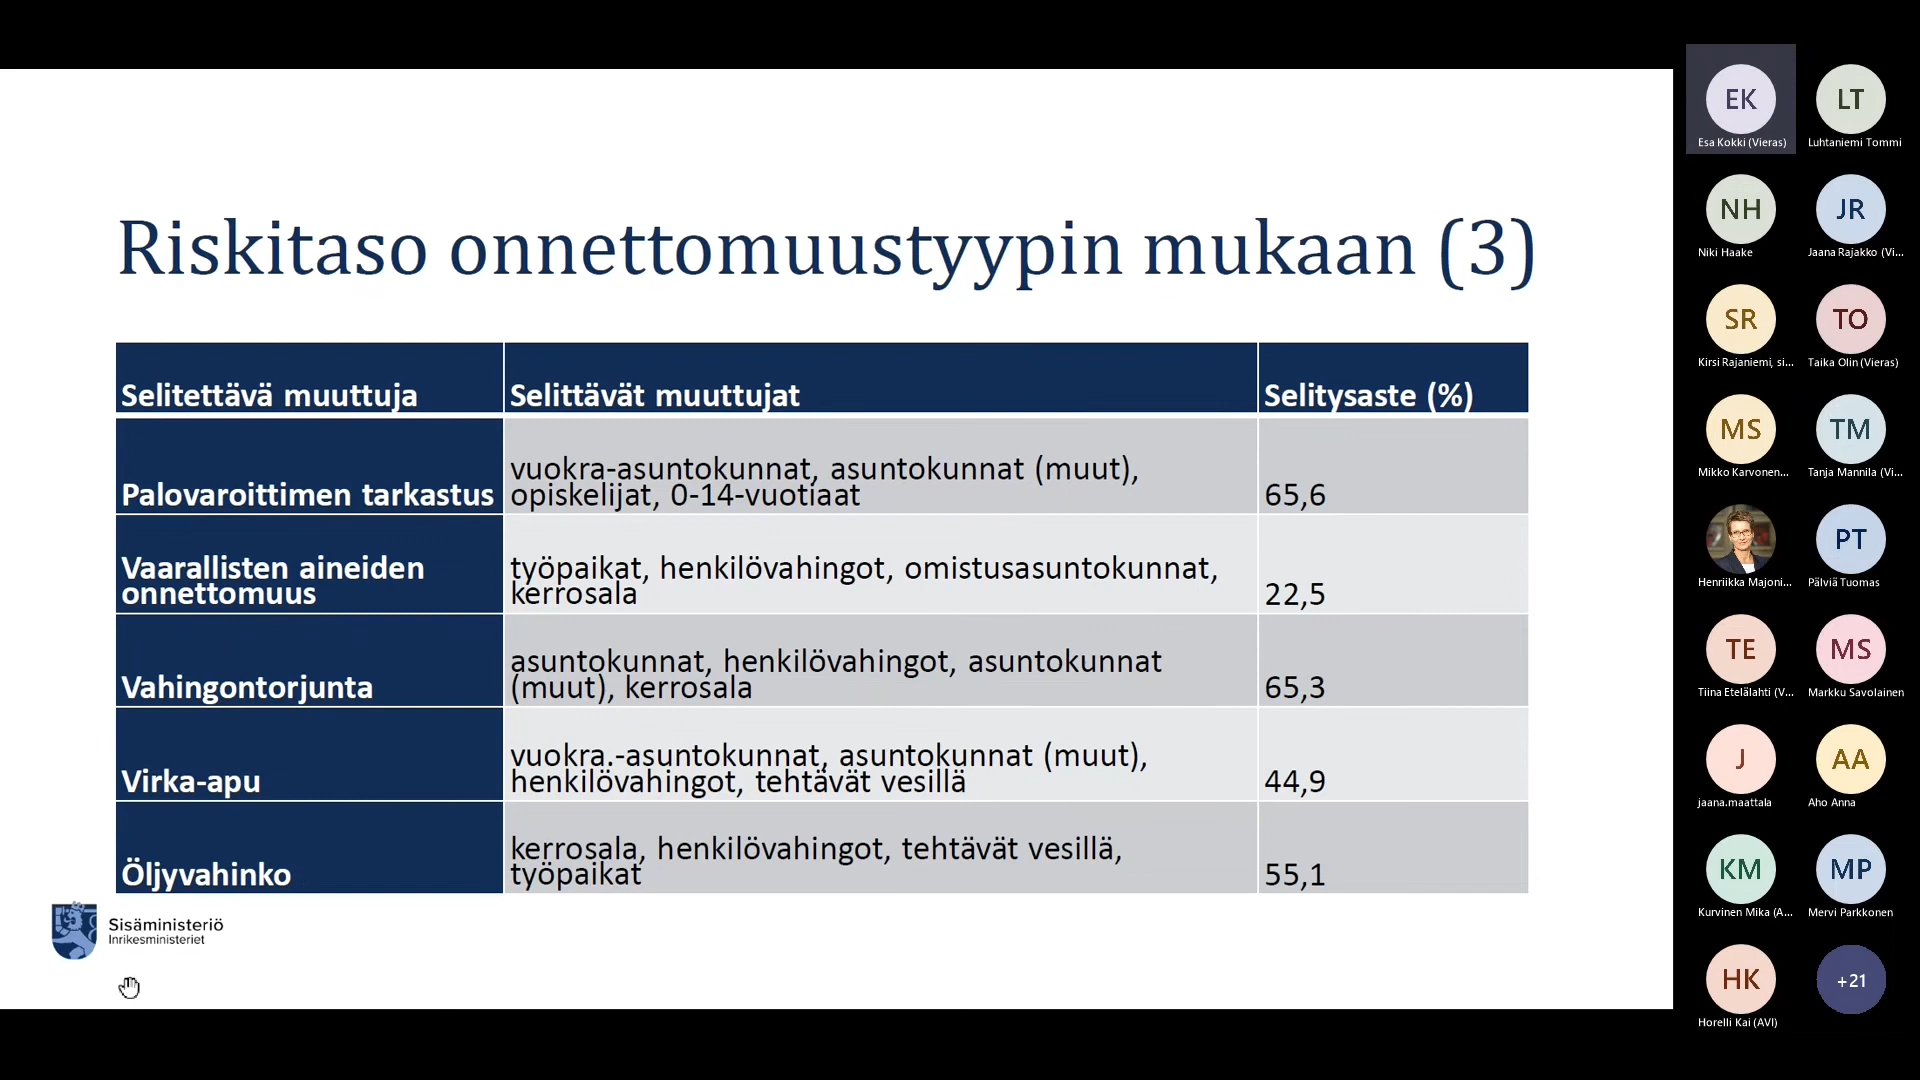 Riskitaso onnettomuustyypin mukaan (3)
Selitettävä muuttuja
Selittävät muuttujat
Selitysaste (%)
Palovaroittimen tarkastus
vuokra-asuntokunnat, asuntokunnat (muut),
opiskelijat, 0-14-vuotiaat
65,6
Vaarallisten aineiden
onnettomuus
työpaikat, henkilövahingot, omistusasuntokunnat,
kerrosala
22,5
Vahingontorjunta
asuntokunnat, henkilövahingot, asuntokunnat
(muut), kerrosala
65,3
Virka-apu
vuokra.-asuntokunnat, asuntokunnat (muut),
henkilövahingot, tehtävät vesillä
44,9
Öljyvahinko
kerrosala, henkilövahingot, tehtävät vesillä,
työpaikat
55,1
Sisäministeriö
Inrikesministeriet
EK
Esa Kokki (Vieras)
LT
Luhtaniemi Tommi
NH
Niki Haake
JR
Jaana Rajakko (Vi...
SR
Kirsi Rajaniemi, si...
TO
Taika Olin (Vieras)
MS
Mikko Karvonen...
TM
Tanja Mannila (Vi...
Henriikka Majoni...
PT
Pälviä Tuomas
TE
Tiina Etelälahti (V...
MS
Markku Savolainen
J
jaana.maattala
AA
Aho Anna
KM
Kurvinen Mika (A...
MP
Mervi Parkkonen
HK
Horelli Kai (AVI)
+21